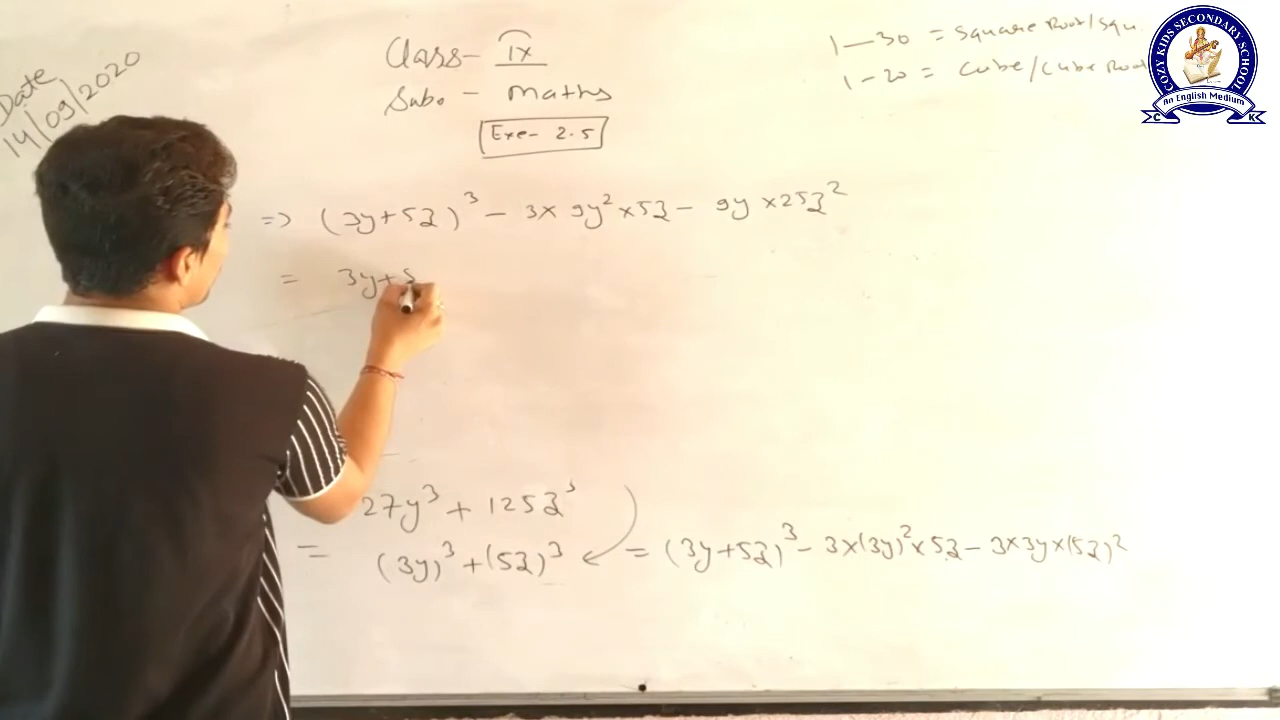 Date
14/09/2020
Class- IX
Sub. - Maths
Exe- 2.5
1-30 = Square Root/Squ
1-20 = Cube/Cube Root
COZY KIDS SECONDARY SCHOOL
An English Medium
C K
=> (3y+5z)³ - 3× 9y²×5z - 9y ×25z²
= 3y+5
27y³ + 125z³
= (3y)³ + (5z)³ = (3y+5z)³ - 3×(3y)²×5z - 3×3y×(5z)²